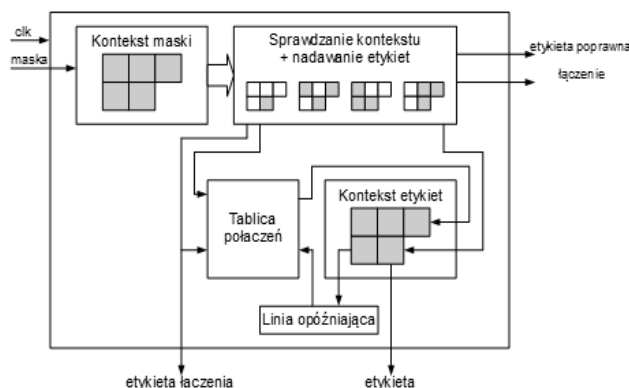 clk
maska
Kontekst maski
Sprawdzanie kontekstu
+ nadawanie etykiet
etykieta poprawna
łączenie
Tablica
połaczeń
Kontekst etykiet
Linia opóźniająca
etykieta łaczenia
etykieta